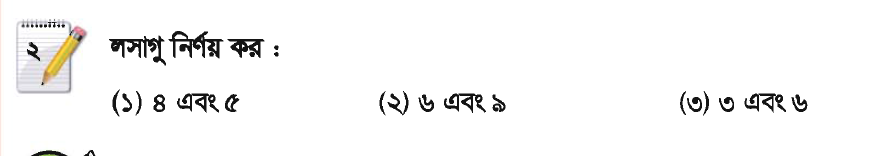 ২
লসাগু নির্ণয় কর :
(১) ৪ এবং ৫ (২) ৬ এবং ৯ (৩) ৩ এবং ৬